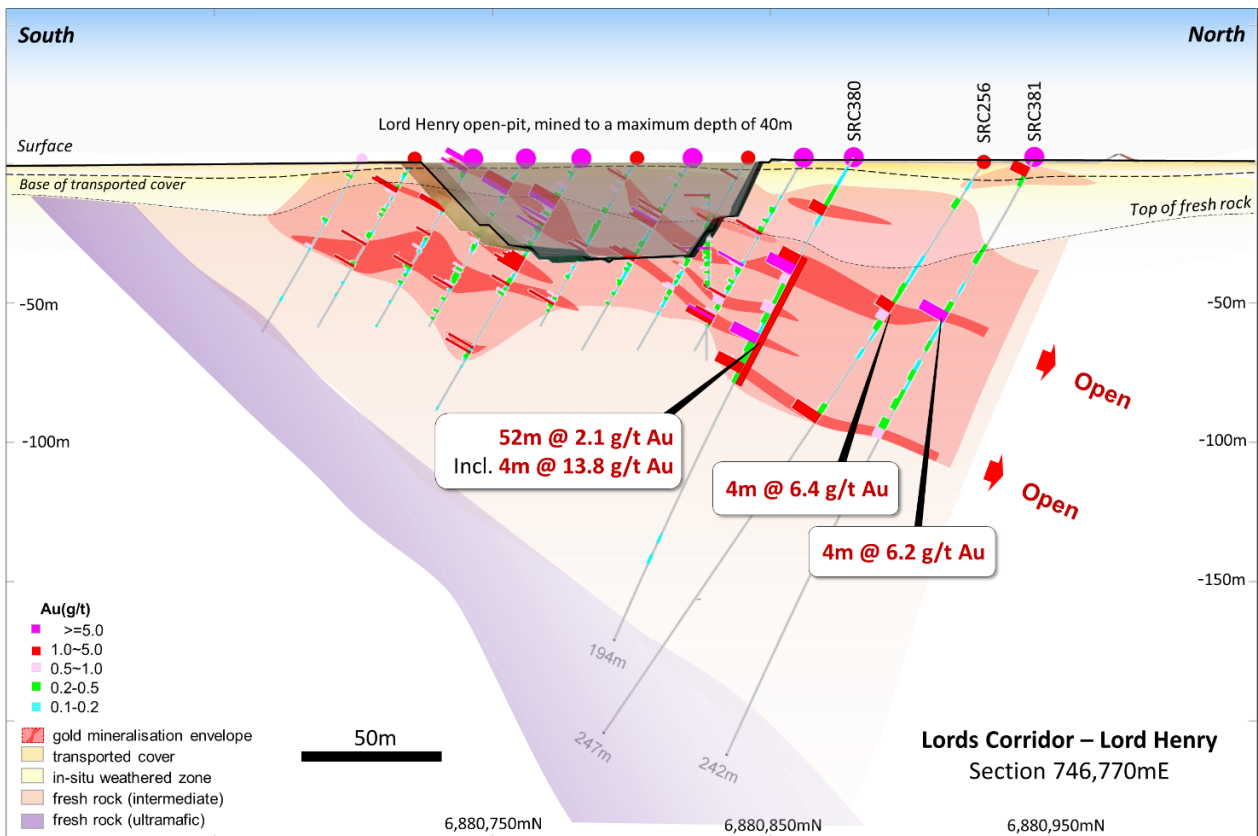 South
North
SRC380
SRC256
SRC381
Lord Henry open-pit, mined to a maximum depth of 40m
Surface
Base of transported cover
Top of fresh rock
-50m
-50m
Open
Open
-100m
-100m
52m @ 2.1 g/t Au
Incl. 4m @ 13.8 g/t Au
4m @ 6.4 g/t Au
4m @ 6.2 g/t Au
-150m
Au(g/t)
>=5.0
1.0~5.0
0.5~1.0
0.2-0.5
0.1-0.2
gold mineralisation envelope
transported cover
in-situ weathered zone
fresh rock (intermediate)
fresh rock (ultramafic)
50m
194m
247m
242m
Lords Corridor – Lord Henry
Section 746,770mE
6,880,750mN
6,880,850mN
6,880,950mN